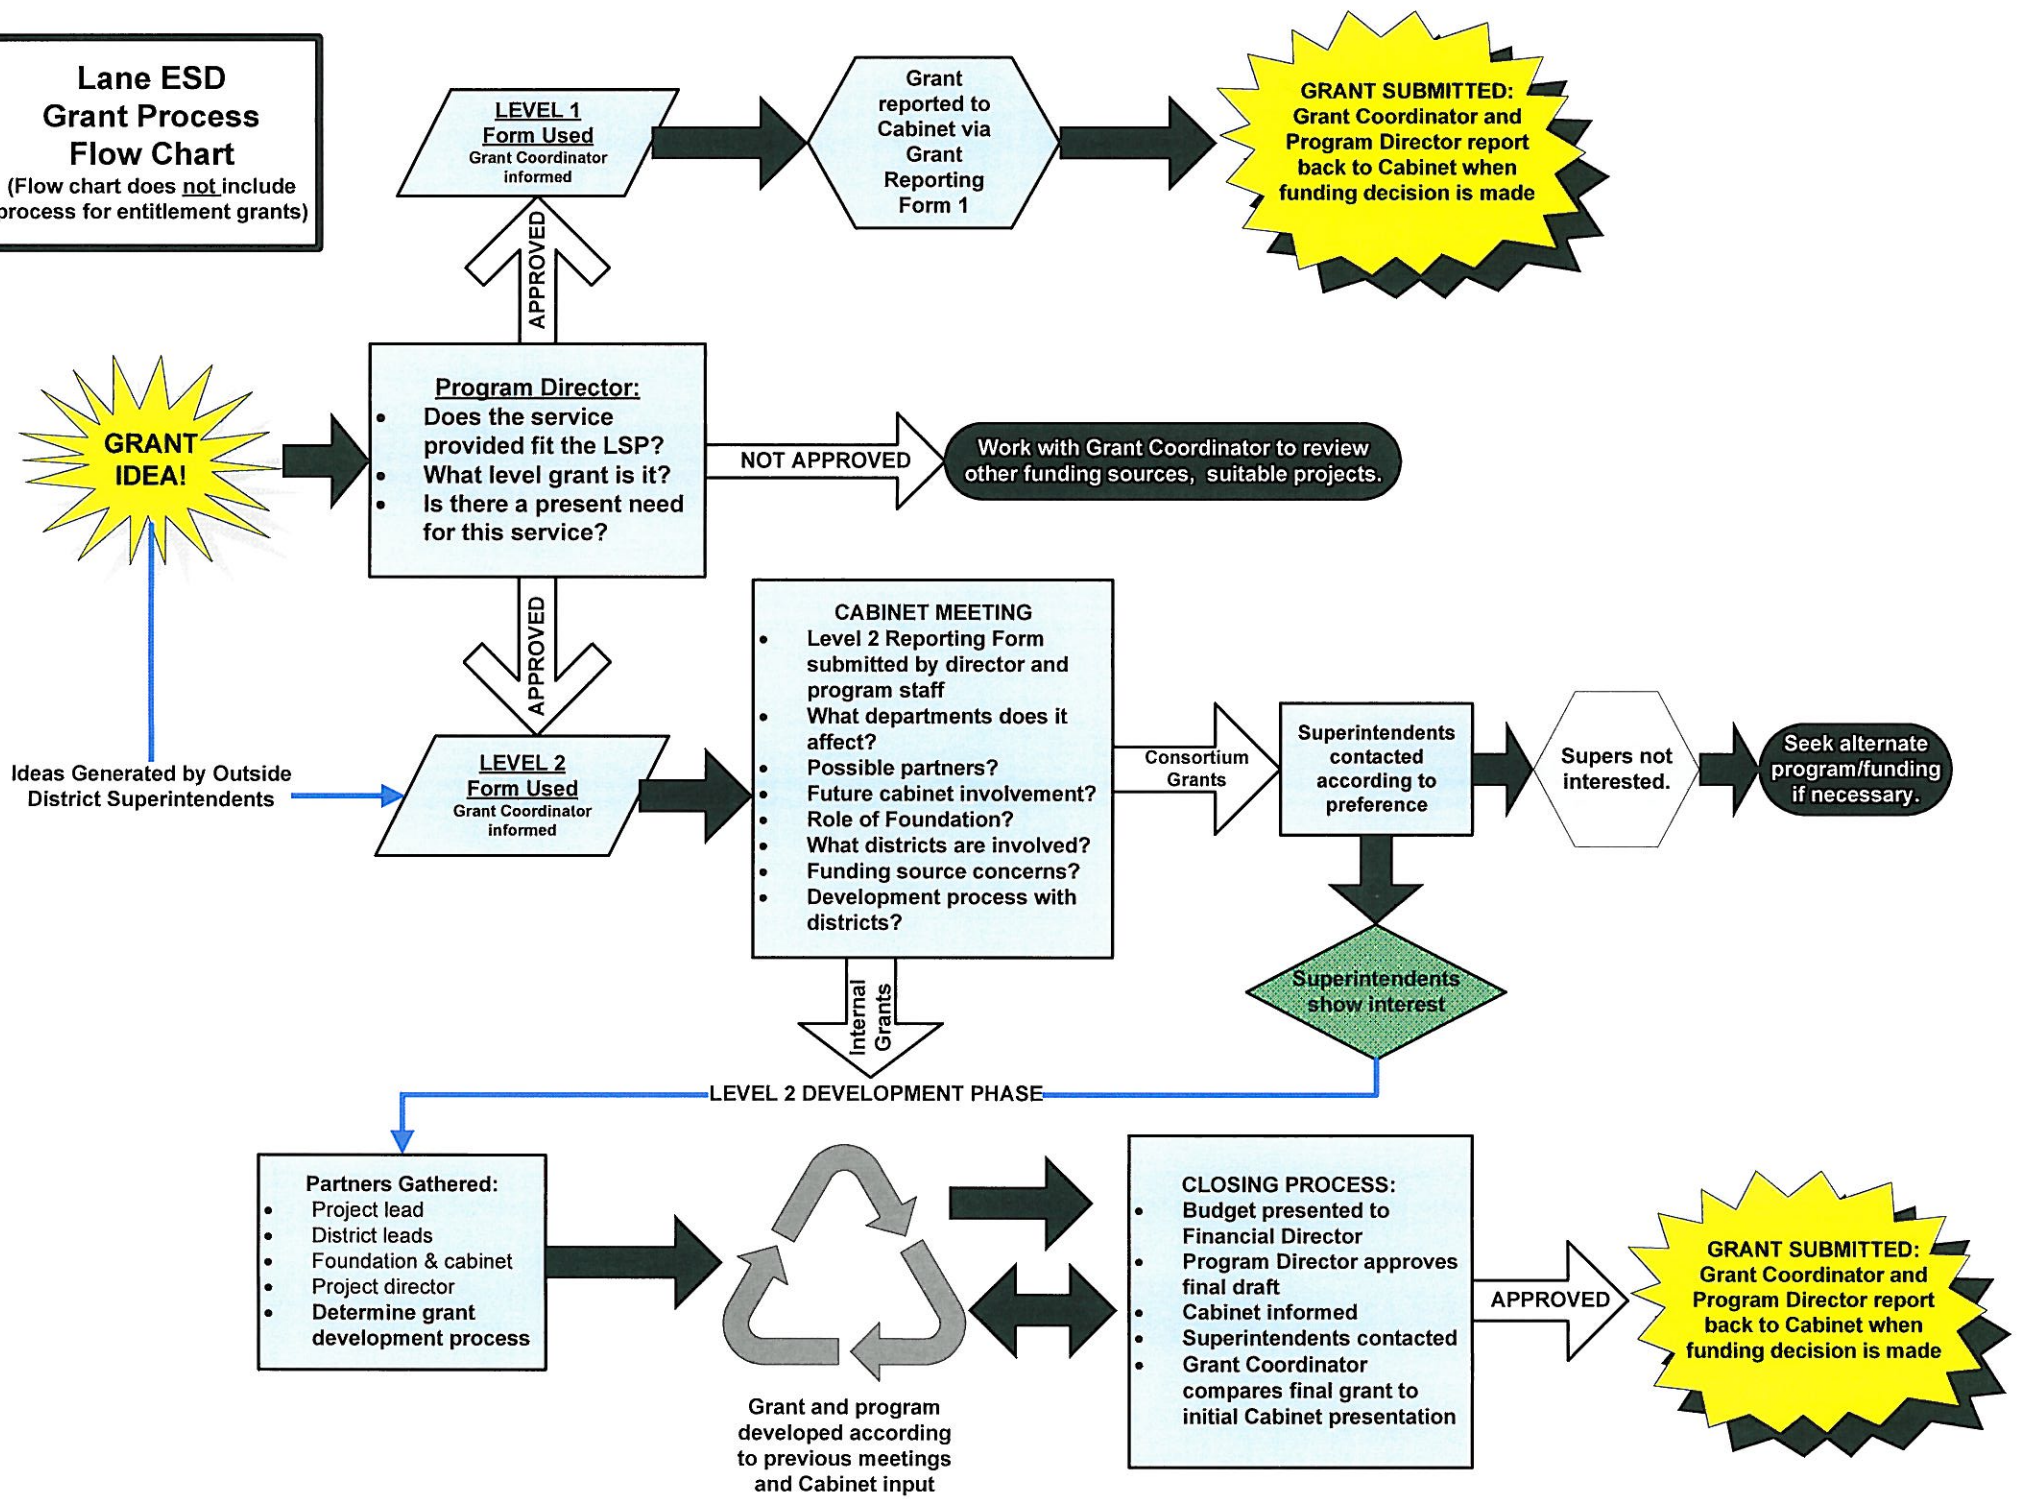 Lane ESD
Grant Process
Flow Chart
(Flow chart does not include
process for entitlement grants)
LEVEL 1
Form Used
Grant Coordinator
informed
Grant
reported to
Cabinet via
Grant
Reporting
Form 1
GRANT SUBMITTED:
Grant Coordinator and
Program Director report
back to Cabinet when
funding decision is made
APPROVED
GRANT
IDEA!
Program Director:
• Does the service
provided fit the LSP?
• What level grant is it?
• Is there a present need
for this service?
NOT APPROVED
Work with Grant Coordinator to review
other funding sources, suitable projects.
APPROVED
Ideas Generated by Outside
District Superintendents
LEVEL 2
Form Used
Grant Coordinator
informed
CABINET MEETING
• Level 2 Reporting Form
submitted by director and
program staff
• What departments does it
affect?
• Possible partners?
• Future cabinet involvement?
• Role of Foundation?
• What districts are involved?
• Funding source concerns?
• Development process with
districts?
Consortium
Grants
Superintendents
contacted
according to
preference
Supers not
interested.
Seek alternate
program/funding
if necessary.
Superintendents
show interest
Internal
Grants
LEVEL 2 DEVELOPMENT PHASE
Partners Gathered:
• Project lead
• District leads
• Foundation & cabinet
• Project director
• Determine grant
development process
Grant and program
developed according
to previous meetings
and Cabinet input
CLOSING PROCESS:
• Budget presented to
Financial Director
• Program Director approves
final draft
• Cabinet informed
• Superintendents contacted
• Grant Coordinator
compares final grant to
initial Cabinet presentation
APPROVED
GRANT SUBMITTED:
Grant Coordinator and
Program Director report
back to Cabinet when
funding decision is made